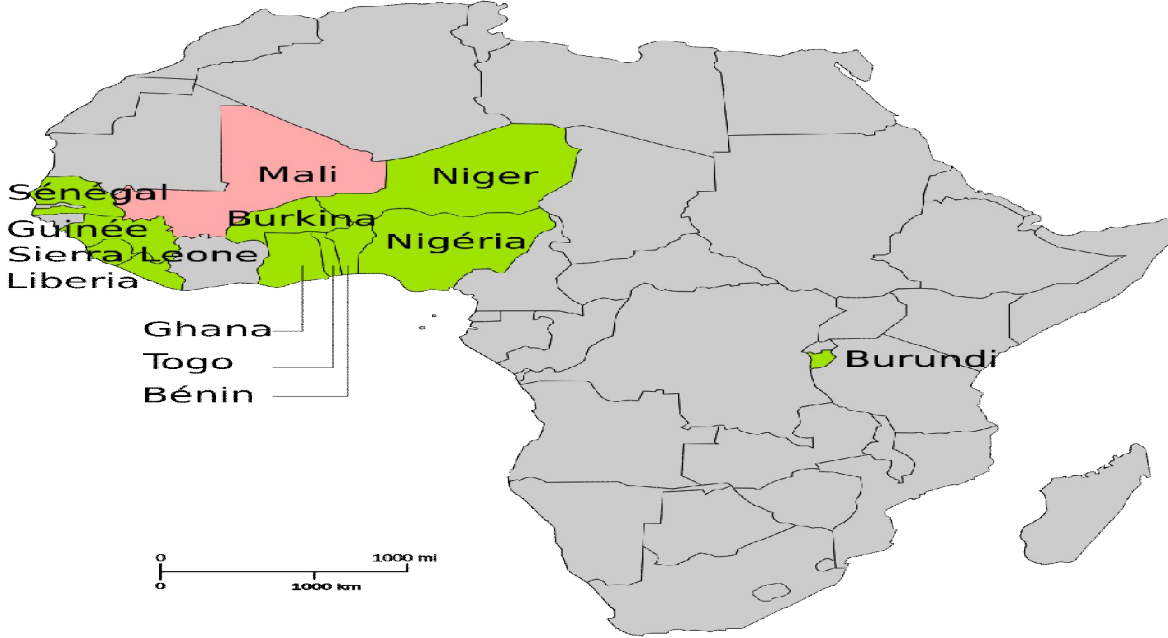 Mali
Niger
Sénégal
Burkina
Guinée
Nigéria
Sierra Leone
Liberia
Ghana
Togo
Burundi
Bénin
0 1000 mi
0 1000 km